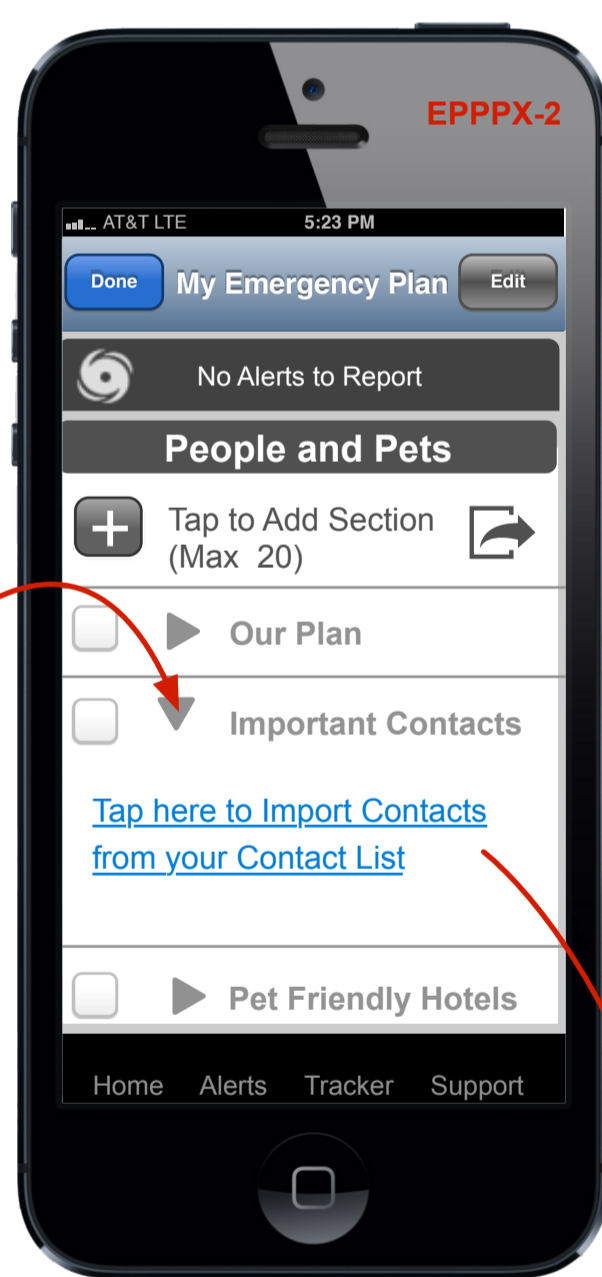 EPPPX-2
AT&T LTE 5:23 PM
Done My Emergency Plan Edit
No Alerts to Report
People and Pets
Tap to Add Section
(Max 20)
Our Plan
Important Contacts
Tap here to Import Contacts
from your Contact List
Pet Friendly Hotels
Home Alerts Tracker Support